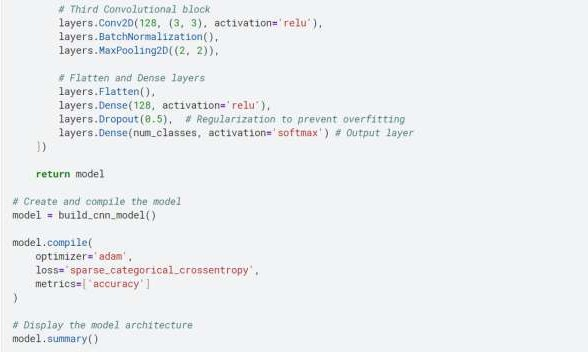 # Third Convolutional block
layers.Conv2D(128, (3, 3), activation='relu'),
layers.BatchNormalization(),
layers.MaxPooling2D((2, 2)),
# Flatten and Dense layers
layers.Flatten(),
layers.Dense(128, activation='relu'),
layers.Dropout(0.5),  # Regularization to prevent overfitting
layers.Dense(num_classes, activation='softmax') # Output layer
])
return model
# Create and compile the model
model = build_cnn_model()
model.compile(
optimizer='adam',
loss='sparse_categorical_crossentropy',
metrics=['accuracy']
)
# Display the model architecture
model.summary()